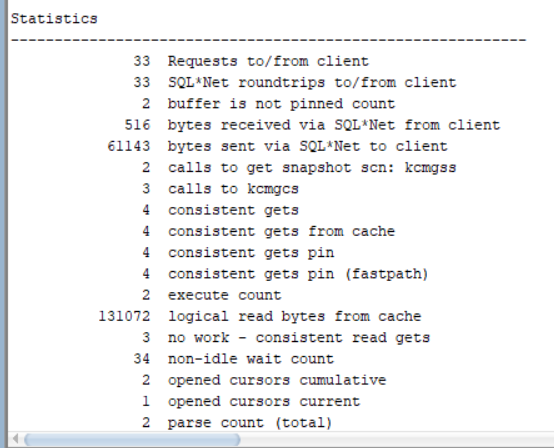 Statistics
-----------------------------------------------------------
33 Requests to/from client
33 SQL*Net roundtrips to/from client
2 buffer is not pinned count
516 bytes received via SQL*Net from client
61143 bytes sent via SQL*Net to client
2 calls to get snapshot scn: kcmgss
3 calls to kcmgcs
4 consistent gets
4 consistent gets from cache
4 consistent gets pin
4 consistent gets pin (fastpath)
2 execute count
131072 logical read bytes from cache
3 no work - consistent read gets
34 non-idle wait count
2 opened cursors cumulative
1 opened cursors current
2 parse count (total)